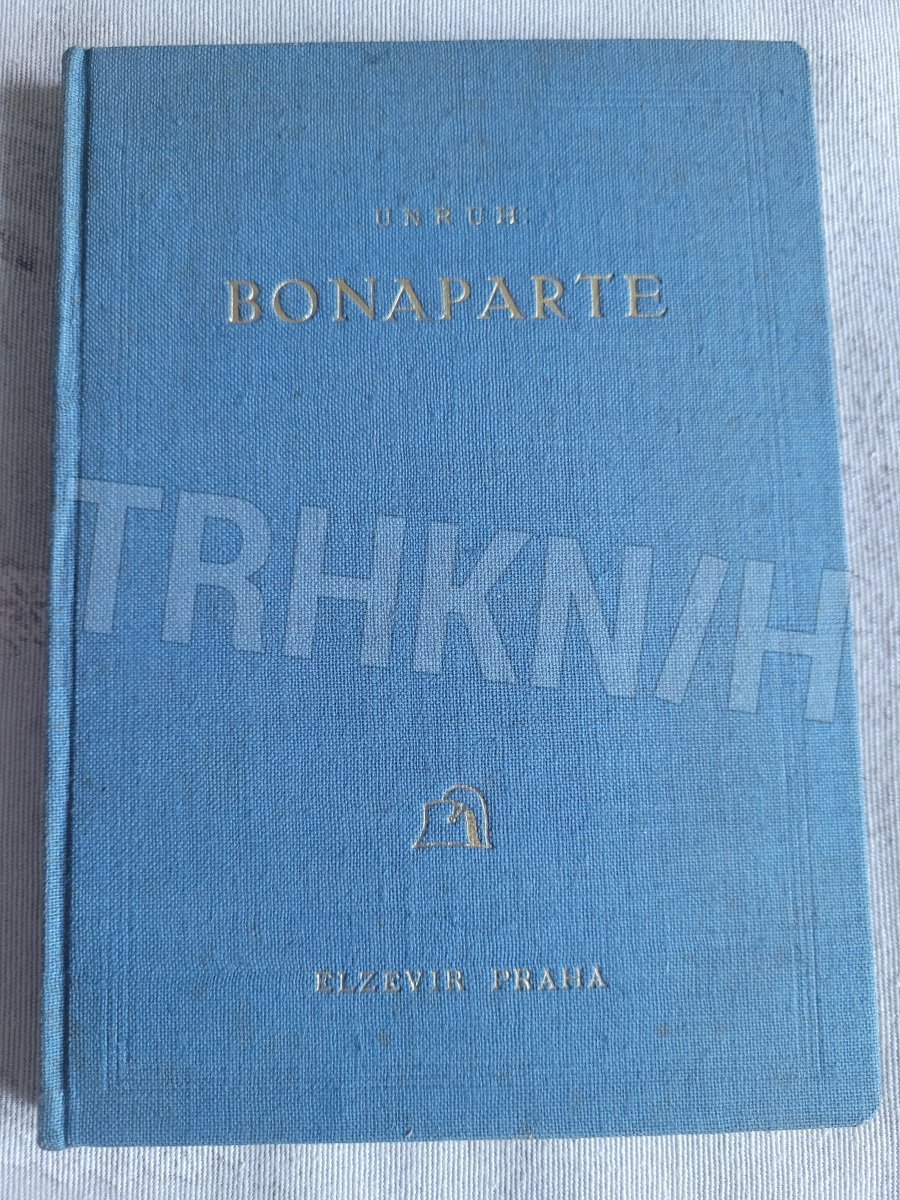 UNRUH:
BONAPARTE
TRHKNIH
ELZEVIR PRAHA